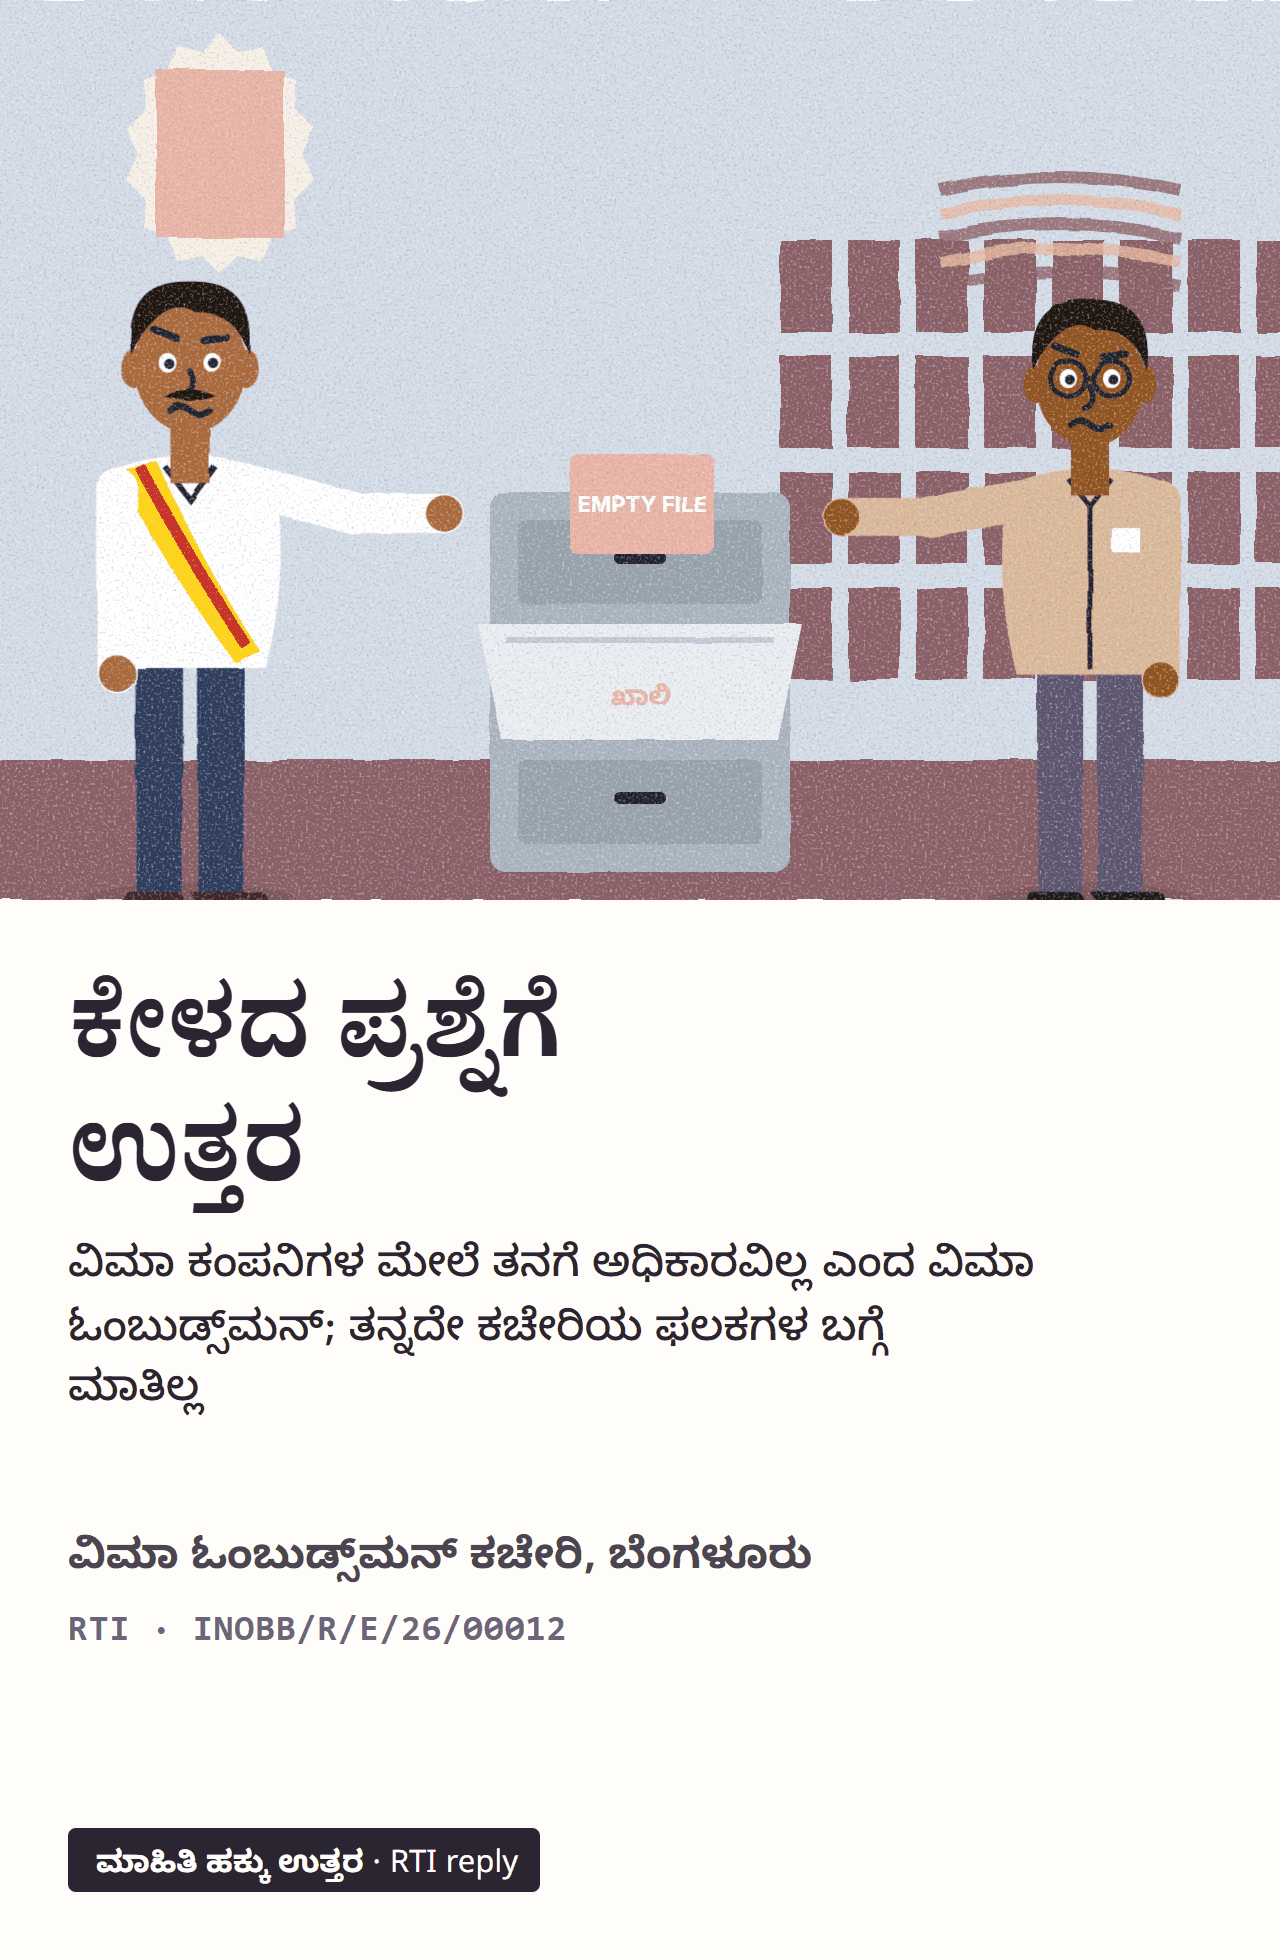 EMPTY FILE
ಖಾಲಿ
ಕೇಳದ ಪ್ರಶ್ನೆಗೆ
ಉತ್ತರ
ವಿಮಾ ಕಂಪನಿಗಳ ಮೇಲೆ ತನಗೆ ಅಧಿಕಾರವಿಲ್ಲ ಎಂದ ವಿಮಾ
ಓಂಬುಡ್ಸ್‌ಮನ್; ತನ್ನದೇ ಕಚೇರಿಯ ಫಲಕಗಳ ಬಗ್ಗೆ
ಮಾತಿಲ್ಲ
ವಿಮಾ ಓಂಬುಡ್ಸ್‌ಮನ್ ಕಚೇರಿ, ಬೆಂಗಳೂರು
RTI · INOBB/R/E/26/00012
ಮಾಹಿತಿ ಹಕ್ಕು ಉತ್ತರ · RTI reply